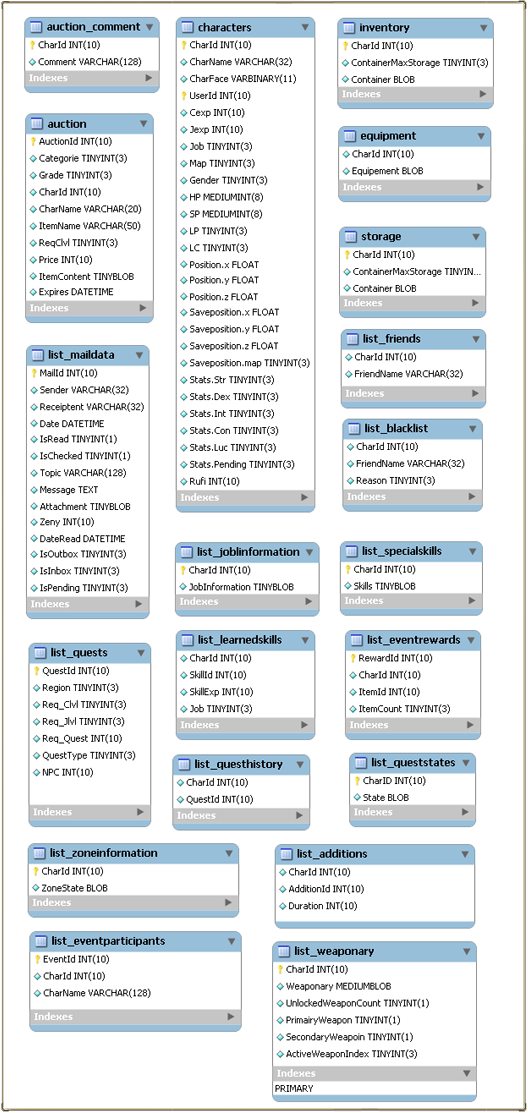 auction_comment
CharId INT(10)
Comment VARCHAR(128)
Indexes
auction
AuctionId INT(10)
Categorie TINYINT(3)
Grade TINYINT(3)
CharId INT(10)
CharName VARCHAR(20)
ItemName VARCHAR(50)
ReqClvl TINYINT(3)
Price INT(10)
ItemContent TINYBLOB
Expires DATETIME
Indexes
list_maildata
MailId INT(10)
Sender VARCHAR(32)
Receiptent VARCHAR(32)
Date DATETIME
IsRead TINYINT(1)
IsChecked TINYINT(1)
Topic VARCHAR(128)
Message TEXT
Attachment TINYBLOB
Zeny INT(10)
DateRead DATETIME
IsOutbox TINYINT(3)
IsInbox TINYINT(3)
IsPending TINYINT(3)
Indexes
characters
CharId INT(10)
CharName VARCHAR(32)
CharFace VARBINARY(11)
UserId INT(10)
Cexp INT(10)
Jexp INT(10)
Job TINYINT(3)
Map TINYINT(3)
Gender TINYINT(3)
HP MEDIUMINT(8)
SP MEDIUMINT(8)
LP TINYINT(3)
LC TINYINT(3)
Position.x FLOAT
Position.y FLOAT
Position.z FLOAT
Saveposition.x FLOAT
Saveposition.y FLOAT
Saveposition.z FLOAT
Saveposition.map TINYINT(3)
Stats.Str TINYINT(3)
Stats.Dex TINYINT(3)
Stats.Int TINYINT(3)
Stats.Con TINYINT(3)
Stats.Luc TINYINT(3)
Stats.Pending TINYINT(3)
Rufi INT(10)
Indexes
inventory
CharId INT(10)
ContainerMaxStorage TINYINT(3)
Container BLOB
Indexes
equipment
CharId INT(10)
Equipement BLOB
Indexes
storage
CharId INT(10)
ContainerMaxStorage TINYIN...
Container BLOB
Indexes
list_friends
CharId INT(10)
FriendName VARCHAR(32)
Indexes
list_blacklist
CharId INT(10)
FriendName VARCHAR(32)
Reason TINYINT(3)
Indexes
list_joblinformation
CharId INT(10)
JobInformation TINYBLOB
Indexes
list_specialskills
CharId INT(10)
Skills TINYBLOB
Indexes
list_quests
QuestId INT(10)
Region TINYINT(3)
Req_Clvl TINYINT(3)
Req_Jlvl TINYINT(3)
Req_Quest INT(10)
QuestType TINYINT(3)
NPC INT(10)
Indexes
list_learnedskills
CharId INT(10)
SkillId INT(10)
SkillExp INT(10)
Job TINYINT(3)
Indexes
list_eventrewards
RewardId INT(10)
CharId INT(10)
ItemId INT(10)
ItemCount TINYINT(3)
Indexes
list_questhistory
CharId INT(10)
QuestId INT(10)
Indexes
list_queststates
CharID INT(10)
State BLOB
Indexes
list_zoneinformation
CharId INT(10)
ZoneState BLOB
Indexes
list_additions
CharId INT(10)
AdditionId INT(10)
Duration INT(10)
Indexes
list_eventparticipants
EventId INT(10)
CharId INT(10)
CharName VARCHAR(128)
Indexes
list_weaponary
CharId INT(10)
Weaponary MEDIUMBLOB
UnlockedWeaponCount TINYINT(1)
PrimairyWeapon TINYINT(1)
SecondaryWeapoin TINYINT(1)
ActiveWeaponIndex TINYINT(3)
Indexes
PRIMARY